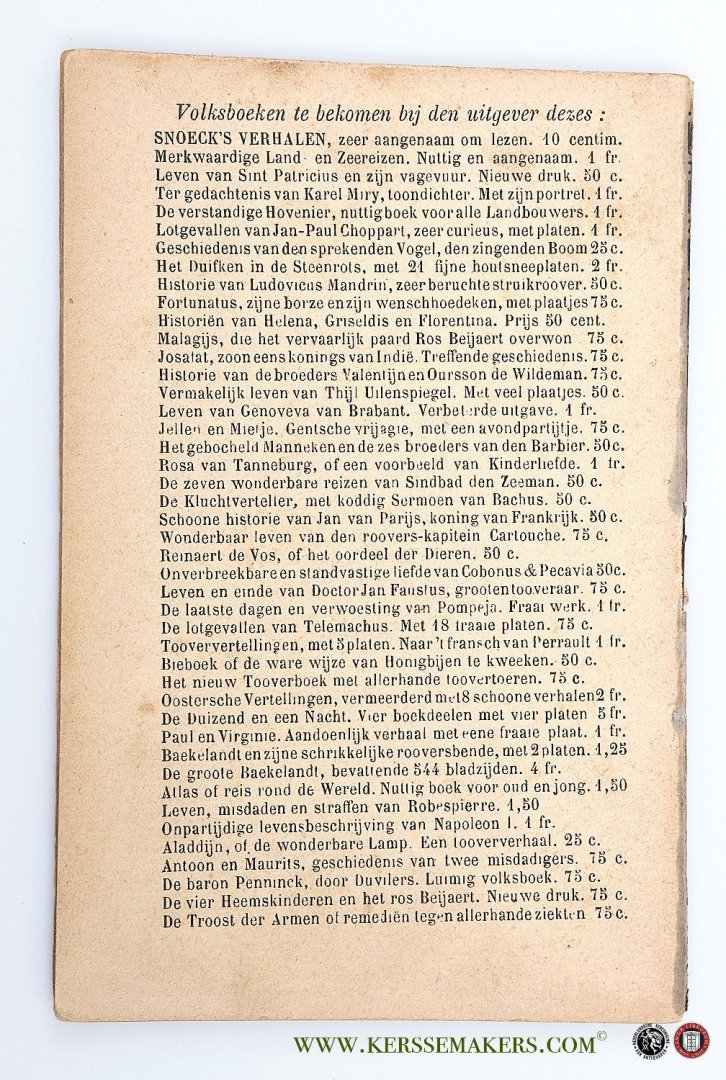 Volksboeken te bekomen bij den uitgever dezes :
SNOECK'S VERHALEN, zeer aangenaam om lezen. 10 centim.
Merkwaardige Land- en Zeereizen. Nuttig en aangenaam. 1 fr.
Leven van Sint Patricius en zijn vagevuur. Nieuwe druk. 50 c.
Ter gedachtenis van Karel Miry, toondichter. Met zijn portret. 1 fr.
De verstandige Hovenier, nuttig boek voor alle Landbouwers. 1 fr.
Lotgevallen van Jan-Paul Choppart, zeer curieus, met platen. 1 fr.
Geschiedenis van den sprekenden Vogel, den zingenden Boom 25 c.
Het Duifken in de Steenrots, met 21 fijne houtsneeplaten. 2 fr.
Historie van Ludovicus Mandrin, zeer beruchte struikroover. 50 c.
Fortunatus, zijne borze en zijn wenschhoedeken, met plaatjes 75 c.
Historiën van Helena, Griseldis en Florentina. Prijs 50 cent.
Malagijs, die het vervaarlijk paard Ros Beijaert overwon 75 c.
Josafat, zoon eens konings van Indië. Treffende geschiedenis. 75 c.
Historie van de broeders Valentijn en Oursson de Wildeman. 75 c.
Vermakelijk leven van Thijl Uilenspiegel. Met veel plaatjes. 50 c.
Leven van Genoveva van Brabant. Verbeterde uitgave. 1 fr.
Jellen en Mietje. Gentsche vrijagie, met een avondpartijtje. 75 c.
Het gebocheld Manneken en de zes broeders van den Barbier. 50 c.
Rosa van Tanneburg, of een voorbeeld van Kinderliefde. 1 fr.
De zeven wonderbare reizen van Sindbad den Zeeman. 50 c.
De Kluchtverteller, met koddig Sermoen van Bachus. 50 c.
Schoone historie van Jan van Parijs, koning van Frankrijk. 50 c.
Wonderbaar leven van den roovers-kapitein Cartouche. 75 c.
Reinaert de Vos, of het oordeel der Dieren. 50 c.
Onverbreekbare en standvastige liefde van Cobonus & Pecavia 50 c.
Leven en einde van Doctor Jan Faustus, grooten tooveraar. 75 c.
De laatste dagen en verwoesting van Pompeja. Fraai werk. 1 fr.
De lotgevallen van Telemachus. Met 18 fraaie platen. 75 c.
Tooververtellingen, met 5 platen. Naar 't fransch van Perrault 1 fr.
Bieboek of de ware wijze van Honigbijen te kweeken. 50 c.
Het nieuw Tooverboek met allerhande toovertoeren. 75 c.
Oostersche Vertellingen, vermeerderd met 8 schoone verhalen 2 fr.
De Duizend en een Nacht. Vier boekdeelen met vier platen 5 fr.
Paul en Virginie. Aandoenlijk verhaal met eene fraaie plaat. 1 fr.
Baekelandt en zijne schrikkelijke rooversbende, met 2 platen. 1,25
De groote Baekelandt, bevattende 544 bladzijden. 4 fr.
Atlas of reis rond de Wereld. Nuttig boek voor oud en jong. 1,50
Leven, misdaden en straffen van Robespierre. 1,50
Onpartijdige levensbeschrijving van Napoleon I. 1 fr.
Aladdijn, of de wonderbare Lamp. Een tooververhaal. 25 c.
Antoon en Maurits, geschiedenis van twee misdadigers. 75 c.
De baron Penninck, door Duvilers. Luimig volksboek. 75 c.
De vier Heemskinderen en het ros Beijaert. Nieuwe druk. 75 c.
De Troost der Armen of remediën tegen allerhande ziekten 75 c.
WWW.KERSSEMAKERS.COM©